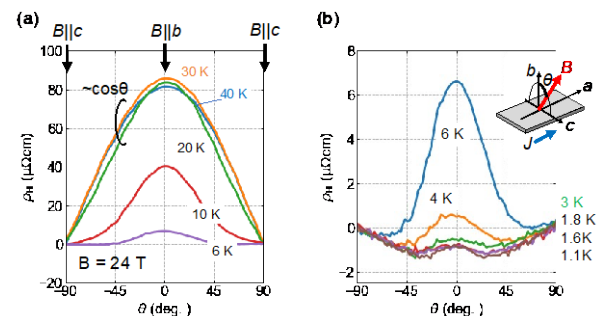 (a)
B||c
B||b
B||c
100
80
60
40
20
0
−20
ρH (μΩcm)
~cosθ
30 K
40 K
20 K
10 K
6 K
B = 24 T
−90
−45
0
45
90
θ (deg. )
(b)
8
6
4
2
0
−2
ρH (μΩcm)
6 K
4 K
3 K
1.8 K
1.6K
1.1K
b
θ
B
a
c
J
−90
−45
0
45
90
θ (deg. )